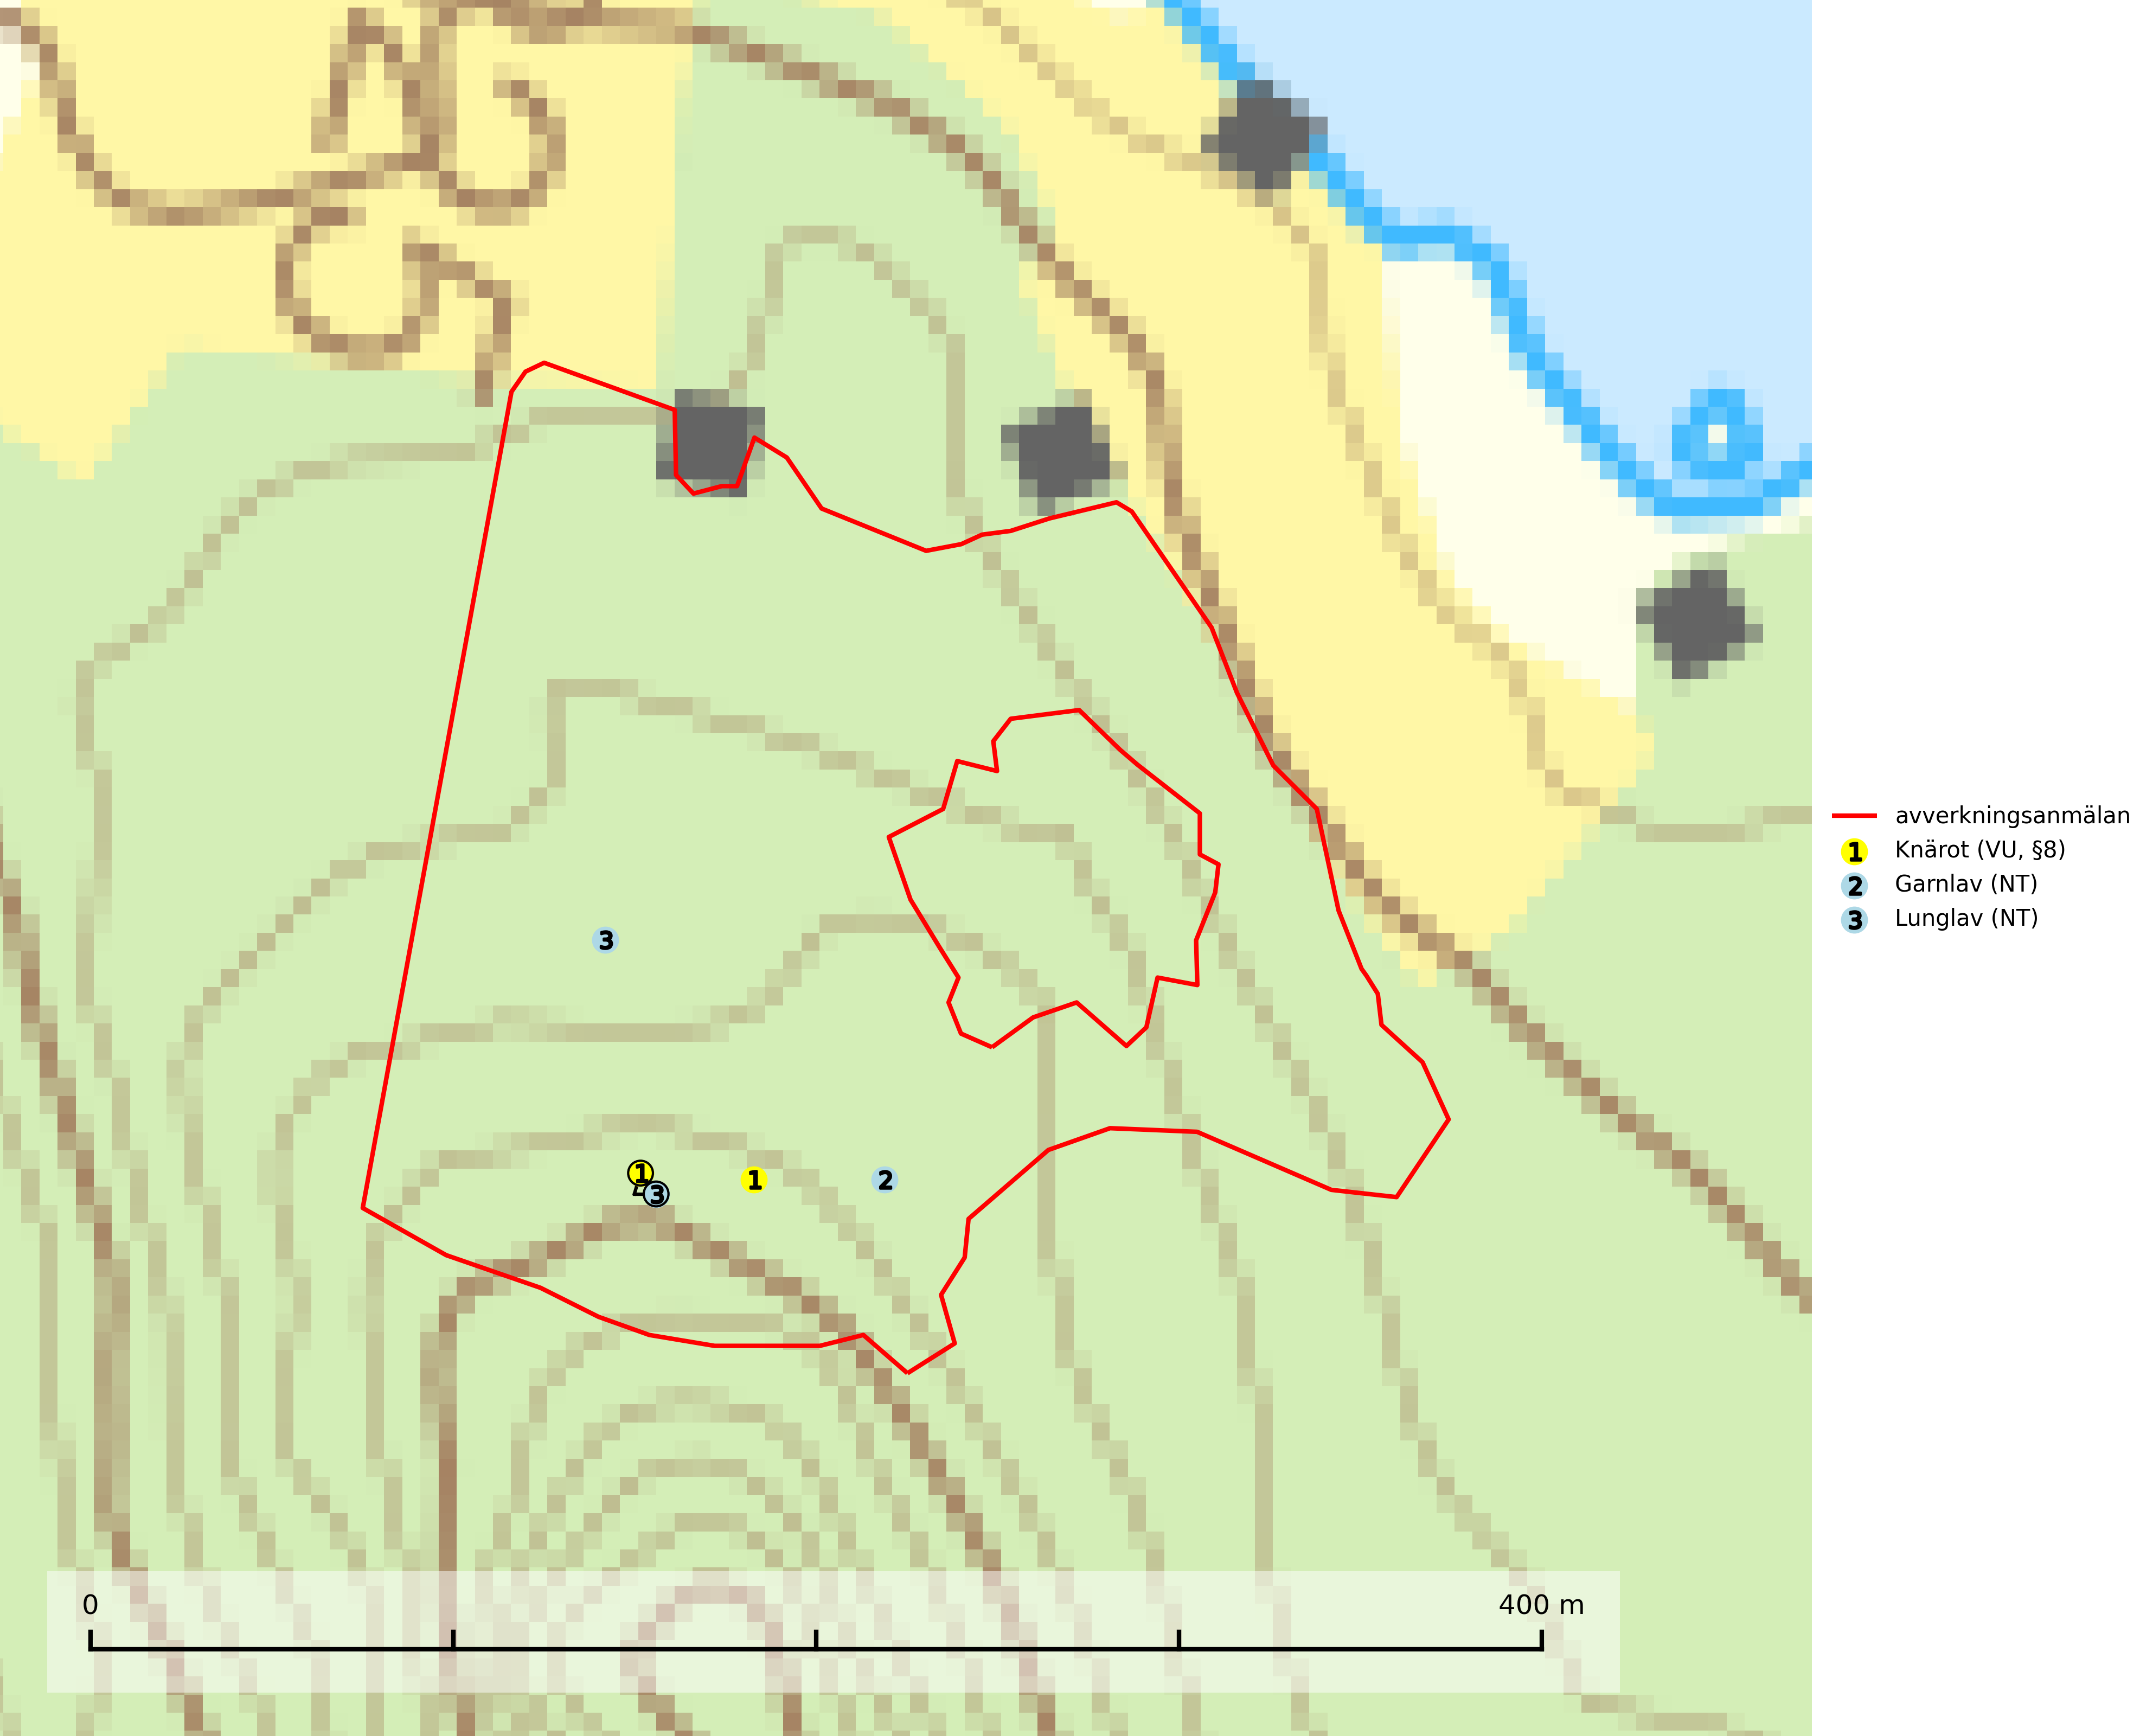 avverkningsanmälan
1 Knärot (VU, §8)
2 Garnlav (NT)
3 Lunglav (NT)
3
1
3
1
2
0
400 m